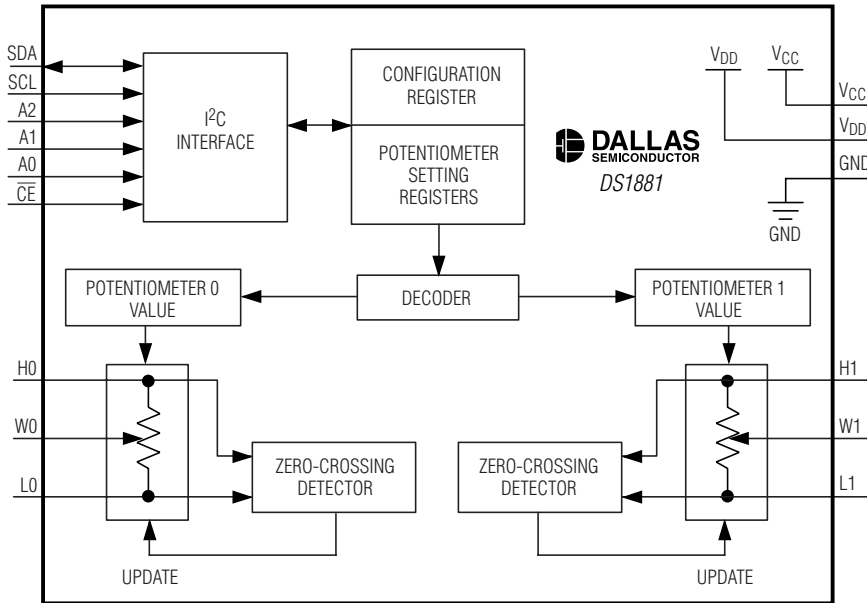 SDA
SCL
A2
A1
A0
CE
I²C
INTERFACE
CONFIGURATION
REGISTER
POTENTIOMETER
SETTING
REGISTERS
DALLAS
SEMICONDUCTOR
DS1881
VDD
VCC
VCC
VDD
GND
GND
POTENTIOMETER 0
VALUE
DECODER
POTENTIOMETER 1
VALUE
H0
W0
L0
ZERO-CROSSING
DETECTOR
UPDATE
ZERO-CROSSING
DETECTOR
UPDATE
H1
W1
L1